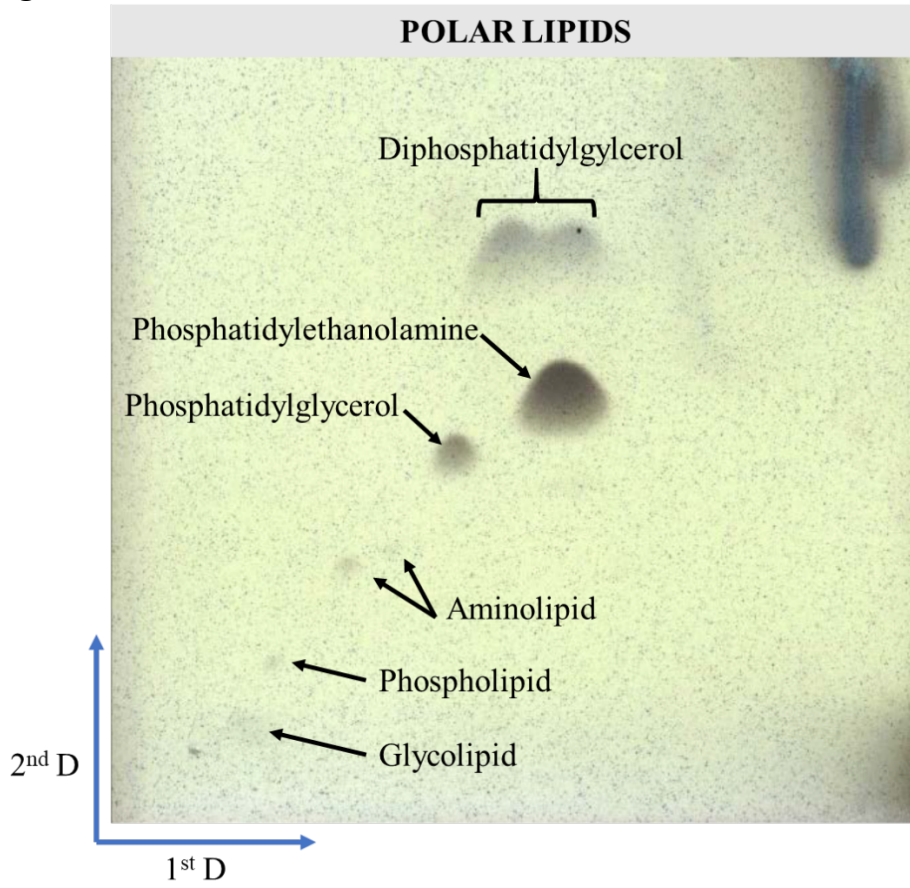 POLAR LIPIDS
Diphosphatidylgylcerol
Phosphatidylethanolamine
Phosphatidylglycerol
Aminolipid
Phospholipid
Glycolipid
2nd D
1st D